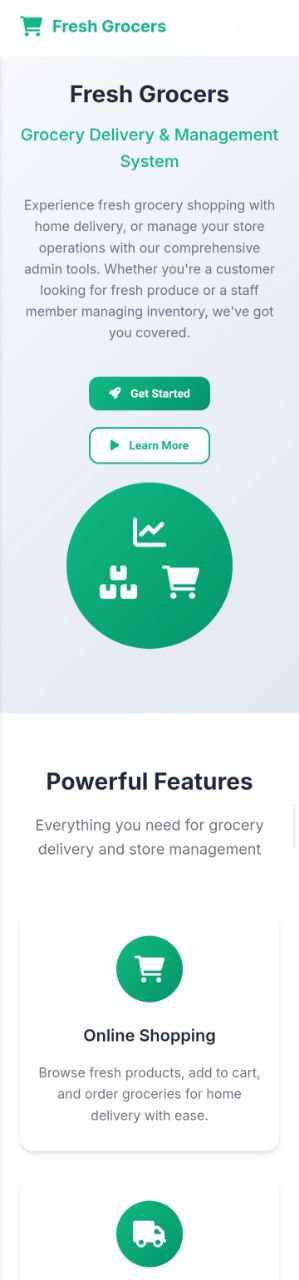 Fresh Grocers
Fresh Grocers
Grocery Delivery & Management
System
Experience fresh grocery shopping with
home delivery, or manage your store
operations with our comprehensive
admin tools. Whether you're a customer
looking for fresh produce or a staff
member managing inventory, we've got
you covered.
Get Started
Learn More
Powerful Features
Everything you need for grocery
delivery and store management
Online Shopping
Browse fresh products, add to cart,
and order groceries for home
delivery with ease.